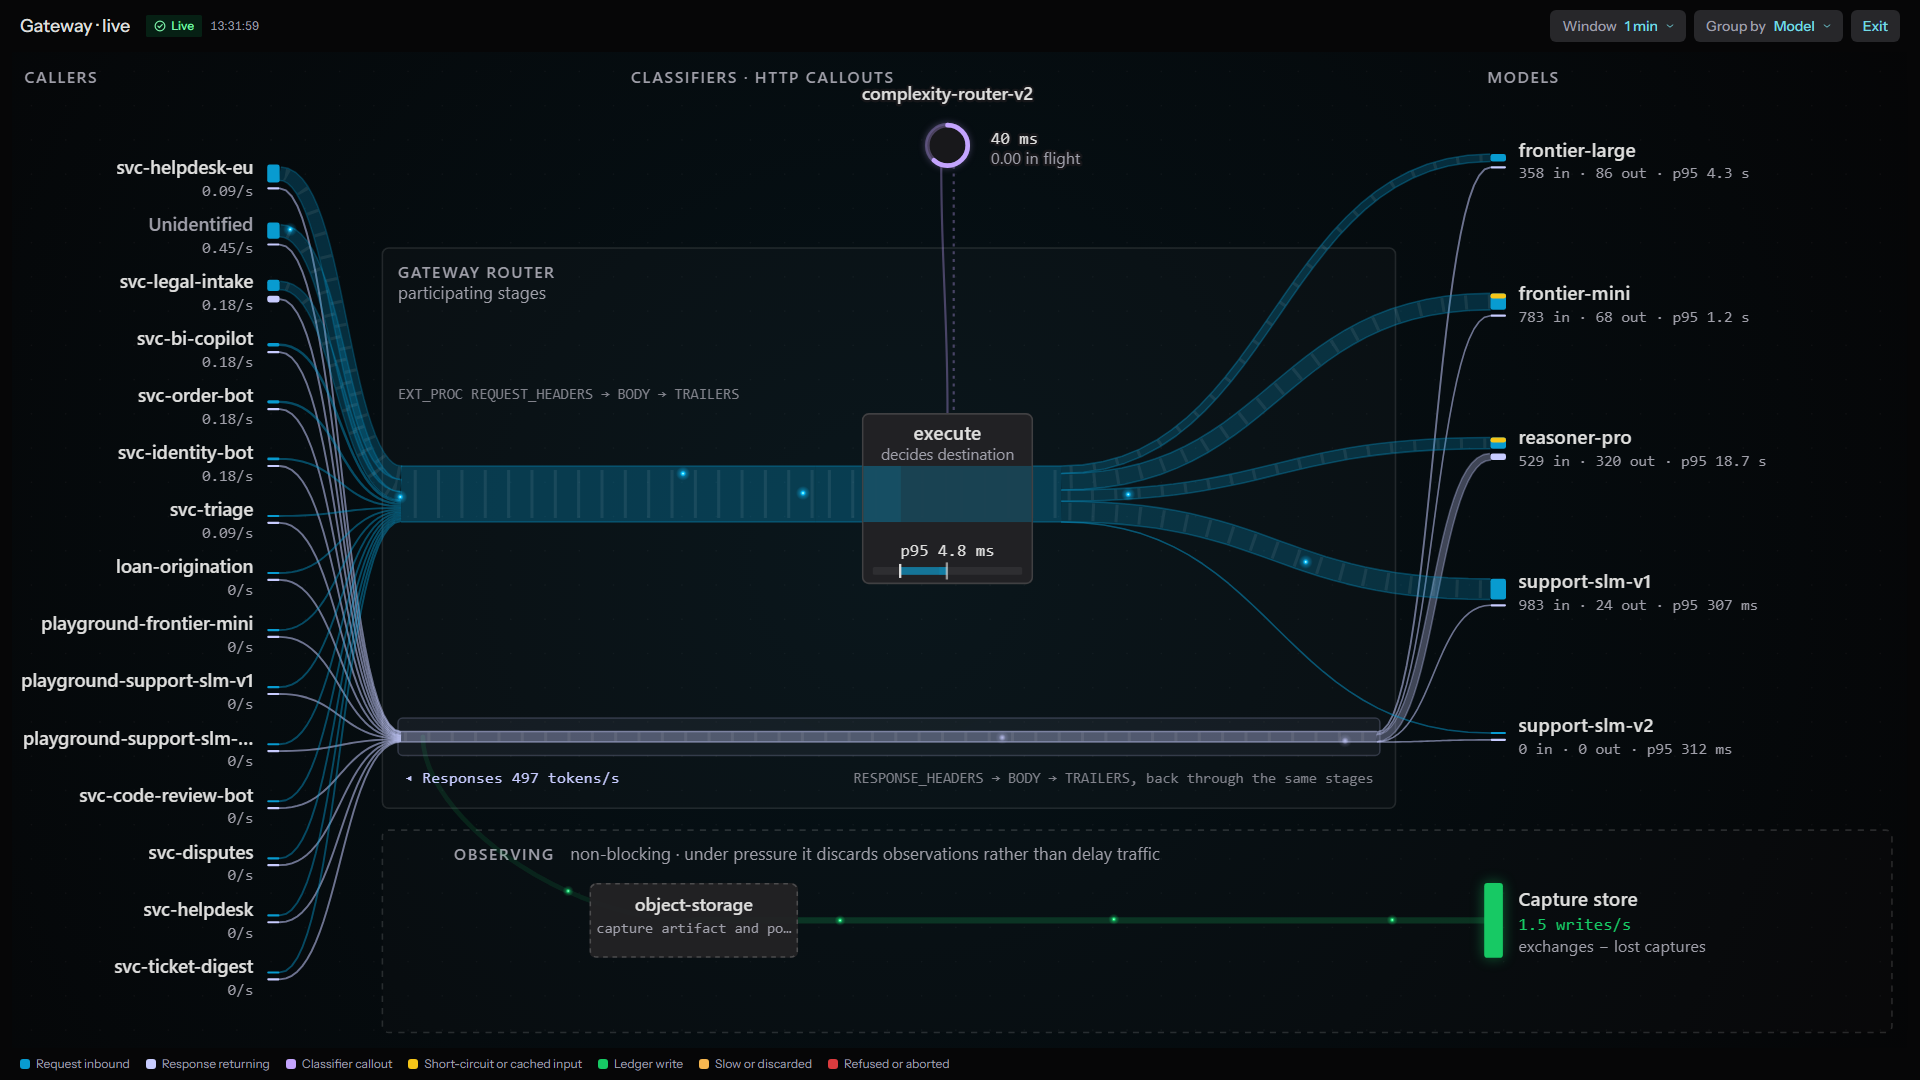 Gateway · live
Live
13:31:59
Window 1 min
Group by Model
Exit
CALLERS
CLASSIFIERS · HTTP CALLOUTS
MODELS
complexity-router-v2
40 ms
0.00 in flight
svc-helpdesk-eu
0.09/s
Unidentified
0.45/s
svc-legal-intake
0.18/s
svc-bi-copilot
0.18/s
svc-order-bot
0.18/s
svc-identity-bot
0.18/s
svc-triage
0.09/s
loan-origination
0/s
playground-frontier-mini
0/s
playground-support-slm-v1
0/s
playground-support-slm-...
0/s
svc-code-review-bot
0/s
svc-disputes
0/s
svc-helpdesk
0/s
svc-ticket-digest
0/s
GATEWAY ROUTER
participating stages
EXT_PROC REQUEST_HEADERS → BODY → TRAILERS
execute
decides destination
p95 4.8 ms
◂ Responses 497 tokens/s
RESPONSE_HEADERS → BODY → TRAILERS, back through the same stages
frontier-large
358 in · 86 out · p95 4.3 s
frontier-mini
783 in · 68 out · p95 1.2 s
reasoner-pro
529 in · 320 out · p95 18.7 s
support-slm-v1
983 in · 24 out · p95 307 ms
support-slm-v2
0 in · 0 out · p95 312 ms
OBSERVING non-blocking · under pressure it discards observations rather than delay traffic
object-storage
capture artifact and po…
Capture store
1.5 writes/s
exchanges – lost captures
Request inbound
Response returning
Classifier callout
Short-circuit or cached input
Ledger write
Slow or discarded
Refused or aborted